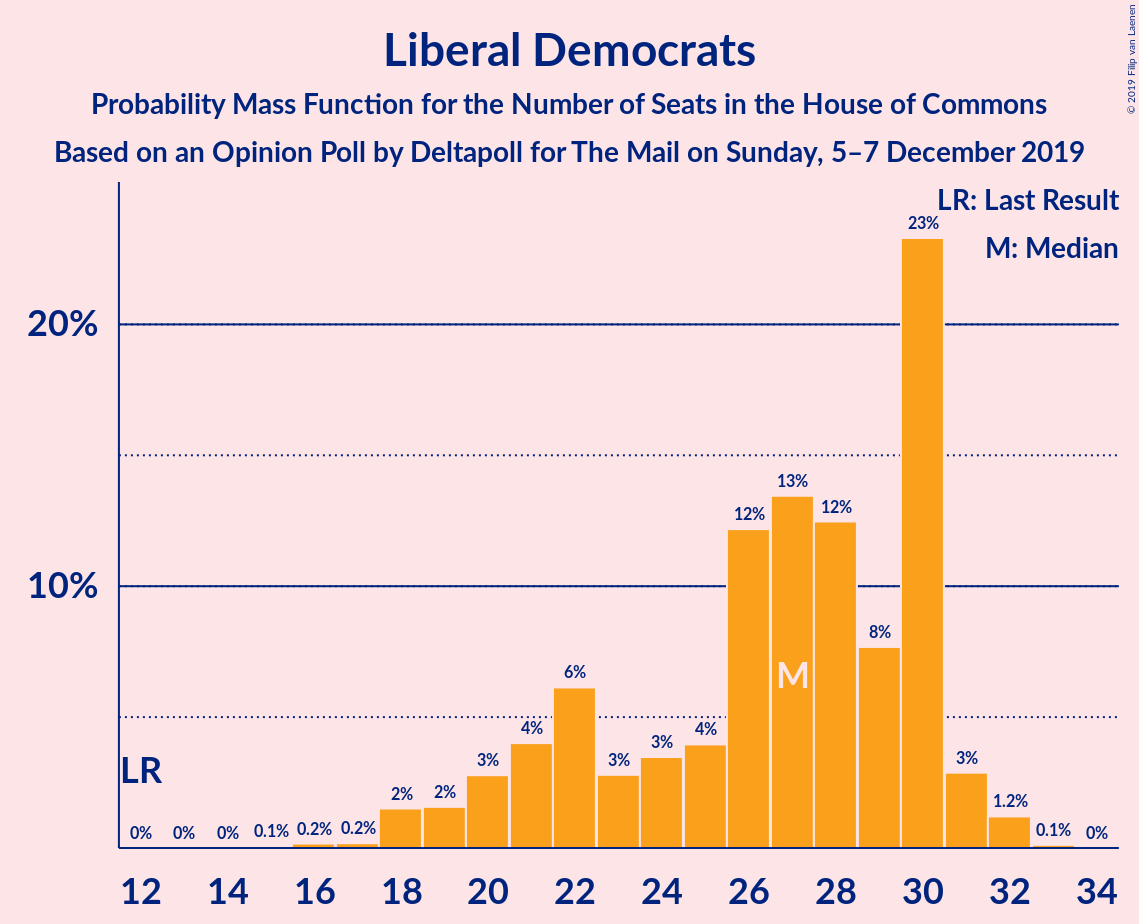 Liberal Democrats
Probability Mass Function for the Number of Seats in the House of Commons
Based on an Opinion Poll by Deltapoll for The Mail on Sunday, 5–7 December 2019
© 2019 Filip van Laenen
LR: Last Result
M: Median
20%
10%
LR
M
0% 0% 0% 0.1% 0.2% 0.2% 2% 2% 3% 4% 6% 3% 3% 4% 12% 13% 12% 8% 23% 3% 1.2% 0.1% 0%
12 14 16 18 20 22 24 26 28 30 32 34